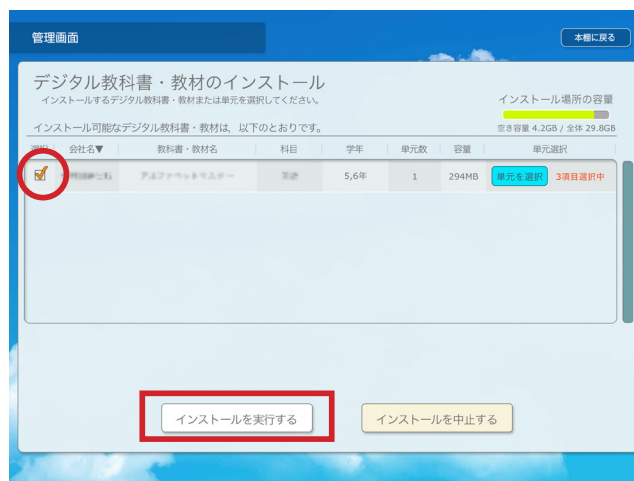 管理画面
本棚に戻る
デジタル教科書・教材のインストール
インストールするデジタル教科書・教材または単元を選択してください。
インストール場所の容量
インストール可能なデジタル教科書・教材は、以下のとおりです。
空き容量 4.2GB / 全体 29.8GB
選択 会社名▼ 教科書・教材名 科目 学年 単元数 容量 単元選択
5,6年 1 294MB 単元を選択 3項目選択中
インストールを実行する
インストールを中止する